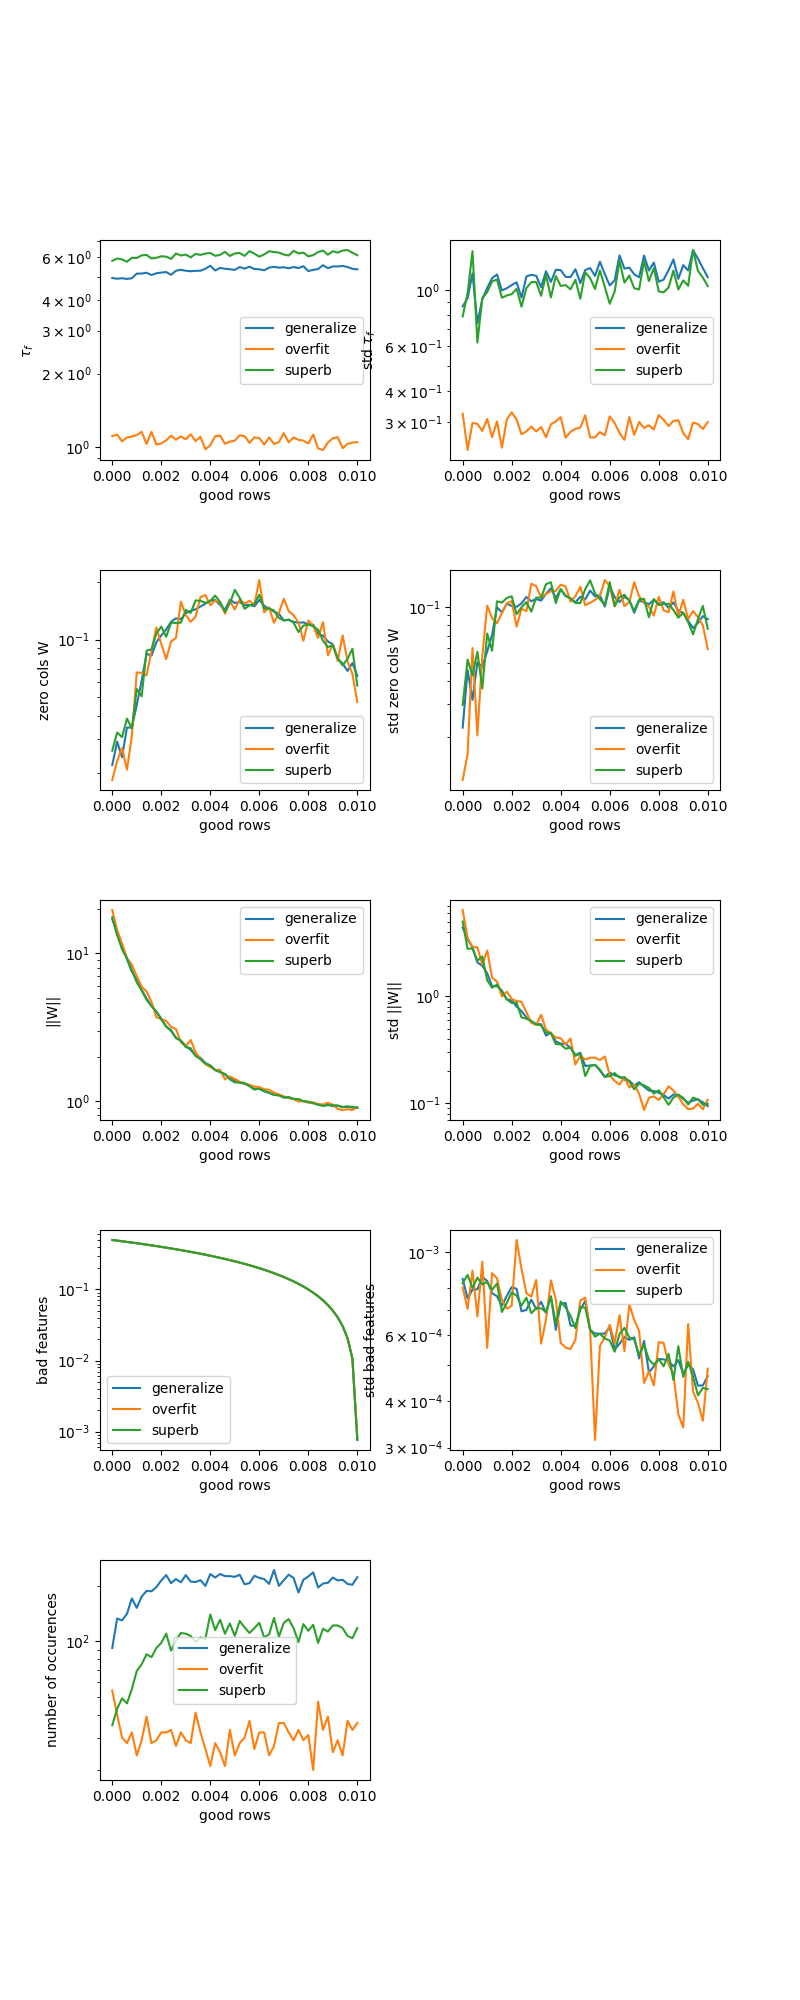 6 × 10⁰
4 × 10⁰
3 × 10⁰
2 × 10⁰
10⁰
τf
generalize
overfit
superb
0.000 0.002 0.004 0.006 0.008 0.010
good rows
10⁰
6 × 10⁻¹
4 × 10⁻¹
3 × 10⁻¹
std τf
generalize
overfit
superb
0.000 0.002 0.004 0.006 0.008 0.010
good rows
10⁻¹
zero cols W
generalize
overfit
superb
0.000 0.002 0.004 0.006 0.008 0.010
good rows
10⁻¹
std zero cols W
generalize
overfit
superb
0.000 0.002 0.004 0.006 0.008 0.010
good rows
10¹
10⁰
||W||
generalize
overfit
superb
0.000 0.002 0.004 0.006 0.008 0.010
good rows
10⁰
10⁻¹
std ||W||
generalize
overfit
superb
0.000 0.002 0.004 0.006 0.008 0.010
good rows
10⁻¹
10⁻²
10⁻³
bad features
generalize
overfit
superb
0.000 0.002 0.004 0.006 0.008 0.010
good rows
10⁻³
6 × 10⁻⁴
4 × 10⁻⁴
3 × 10⁻⁴
std bad features
generalize
overfit
superb
0.000 0.002 0.004 0.006 0.008 0.010
good rows
10²
number of occurences
generalize
overfit
superb
0.000 0.002 0.004 0.006 0.008 0.010
good rows